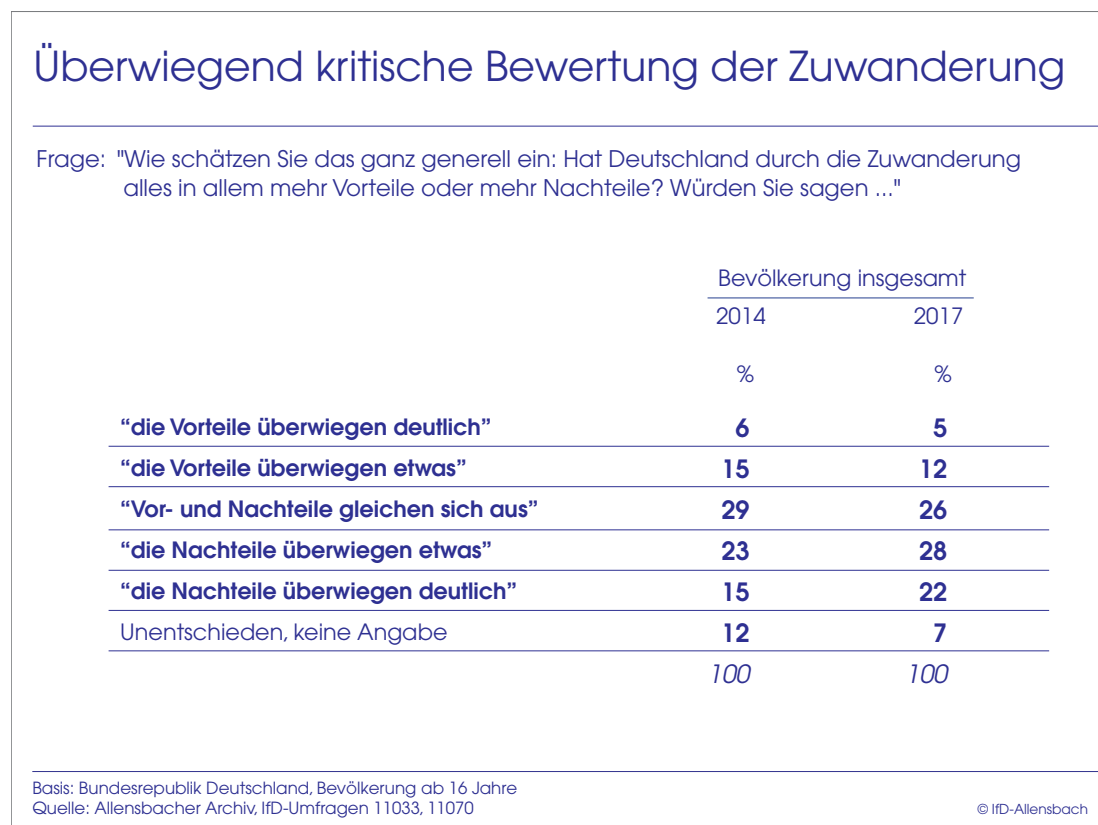 Überwiegend kritische Bewertung der Zuwanderung
Frage: "Wie schätzen Sie das ganz generell ein: Hat Deutschland durch die Zuwanderung
alles in allem mehr Vorteile oder mehr Nachteile? Würden Sie sagen ..."
Bevölkerung insgesamt
2014 2017
% %
“die Vorteile überwiegen deutlich” 6 5
“die Vorteile überwiegen etwas” 15 12
“Vor- und Nachteile gleichen sich aus” 29 26
“die Nachteile überwiegen etwas” 23 28
“die Nachteile überwiegen deutlich” 15 22
Unentschieden, keine Angabe 12 7
100 100
Basis: Bundesrepublik Deutschland, Bevölkerung ab 16 Jahre
Quelle: Allensbacher Archiv, IfD-Umfragen 11033, 11070
© IfD-Allensbach